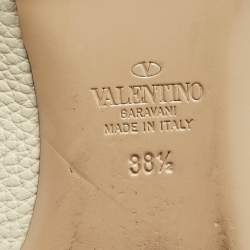 VALENTINO
GARAVANI
MADE IN ITALY
38½